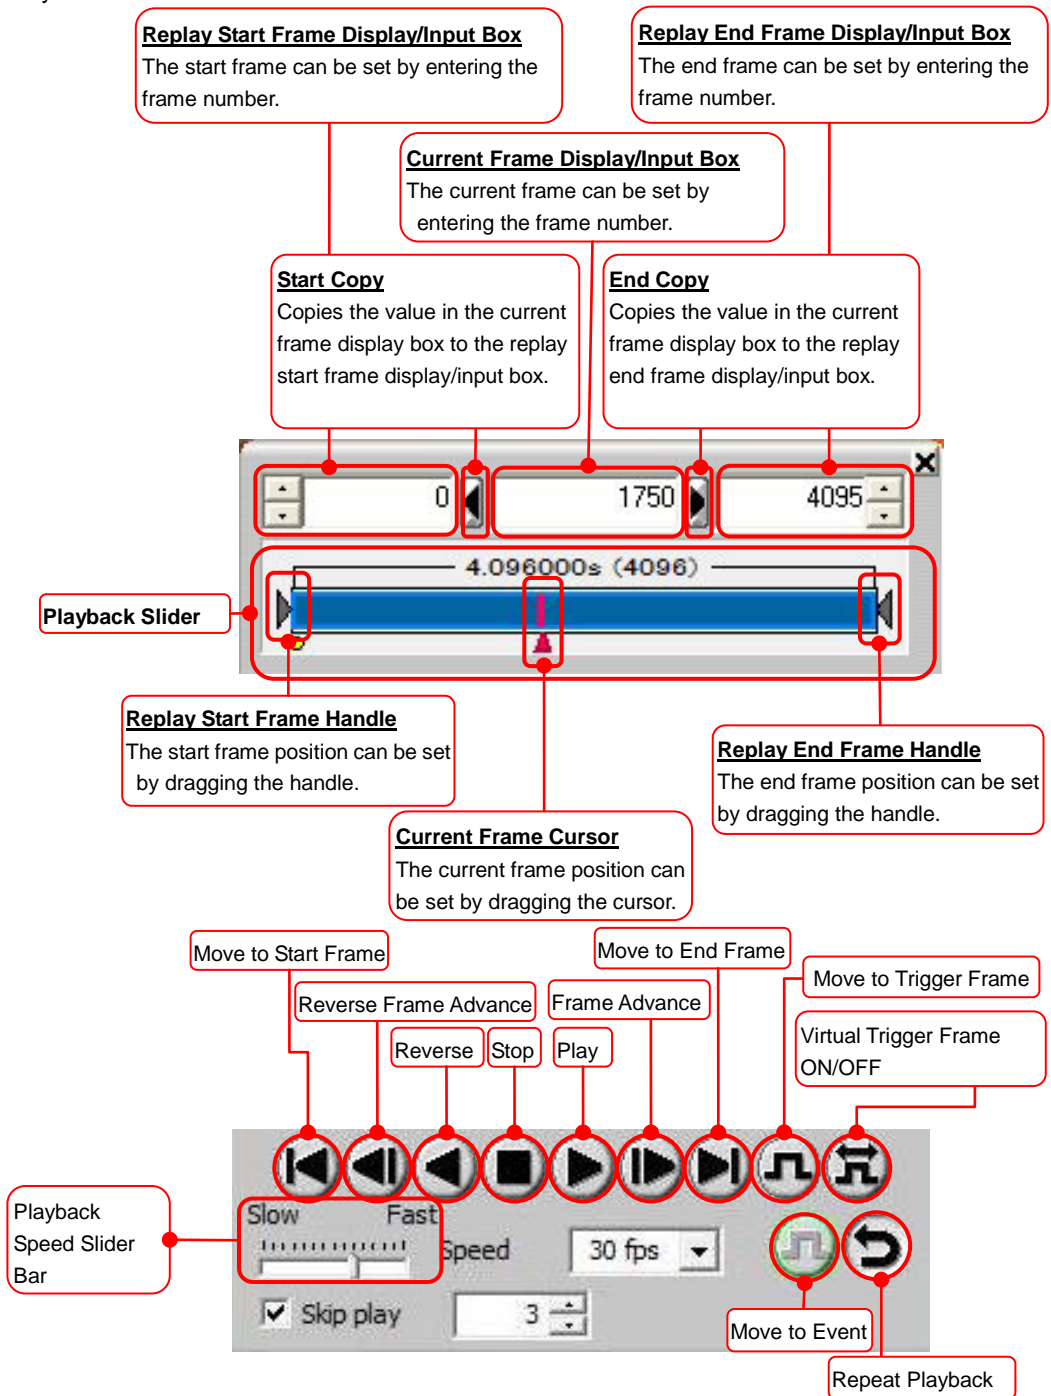 Replay Start Frame Display/Input Box
The start frame can be set by entering the
frame number.
Replay End Frame Display/Input Box
The end frame can be set by entering the
frame number.
Current Frame Display/Input Box
The current frame can be set by
entering the frame number.
Start Copy
Copies the value in the current
frame display box to the replay
start frame display/input box.
End Copy
Copies the value in the current
frame display box to the replay
end frame display/input box.
0
1750
4095
4.096000s (4096)
Playback Slider
Replay Start Frame Handle
The start frame position can be set
by dragging the handle.
Replay End Frame Handle
The end frame position can be set
by dragging the handle.
Current Frame Cursor
The current frame position can
be set by dragging the cursor.
Move to Start Frame
Move to End Frame
Move to Trigger Frame
Reverse Frame Advance
Frame Advance
Virtual Trigger Frame
ON/OFF
Reverse
Stop
Play
Playback
Speed Slider
Bar
Slow Fast
Speed
30 fps
Skip play
3
Move to Event
Repeat Playback